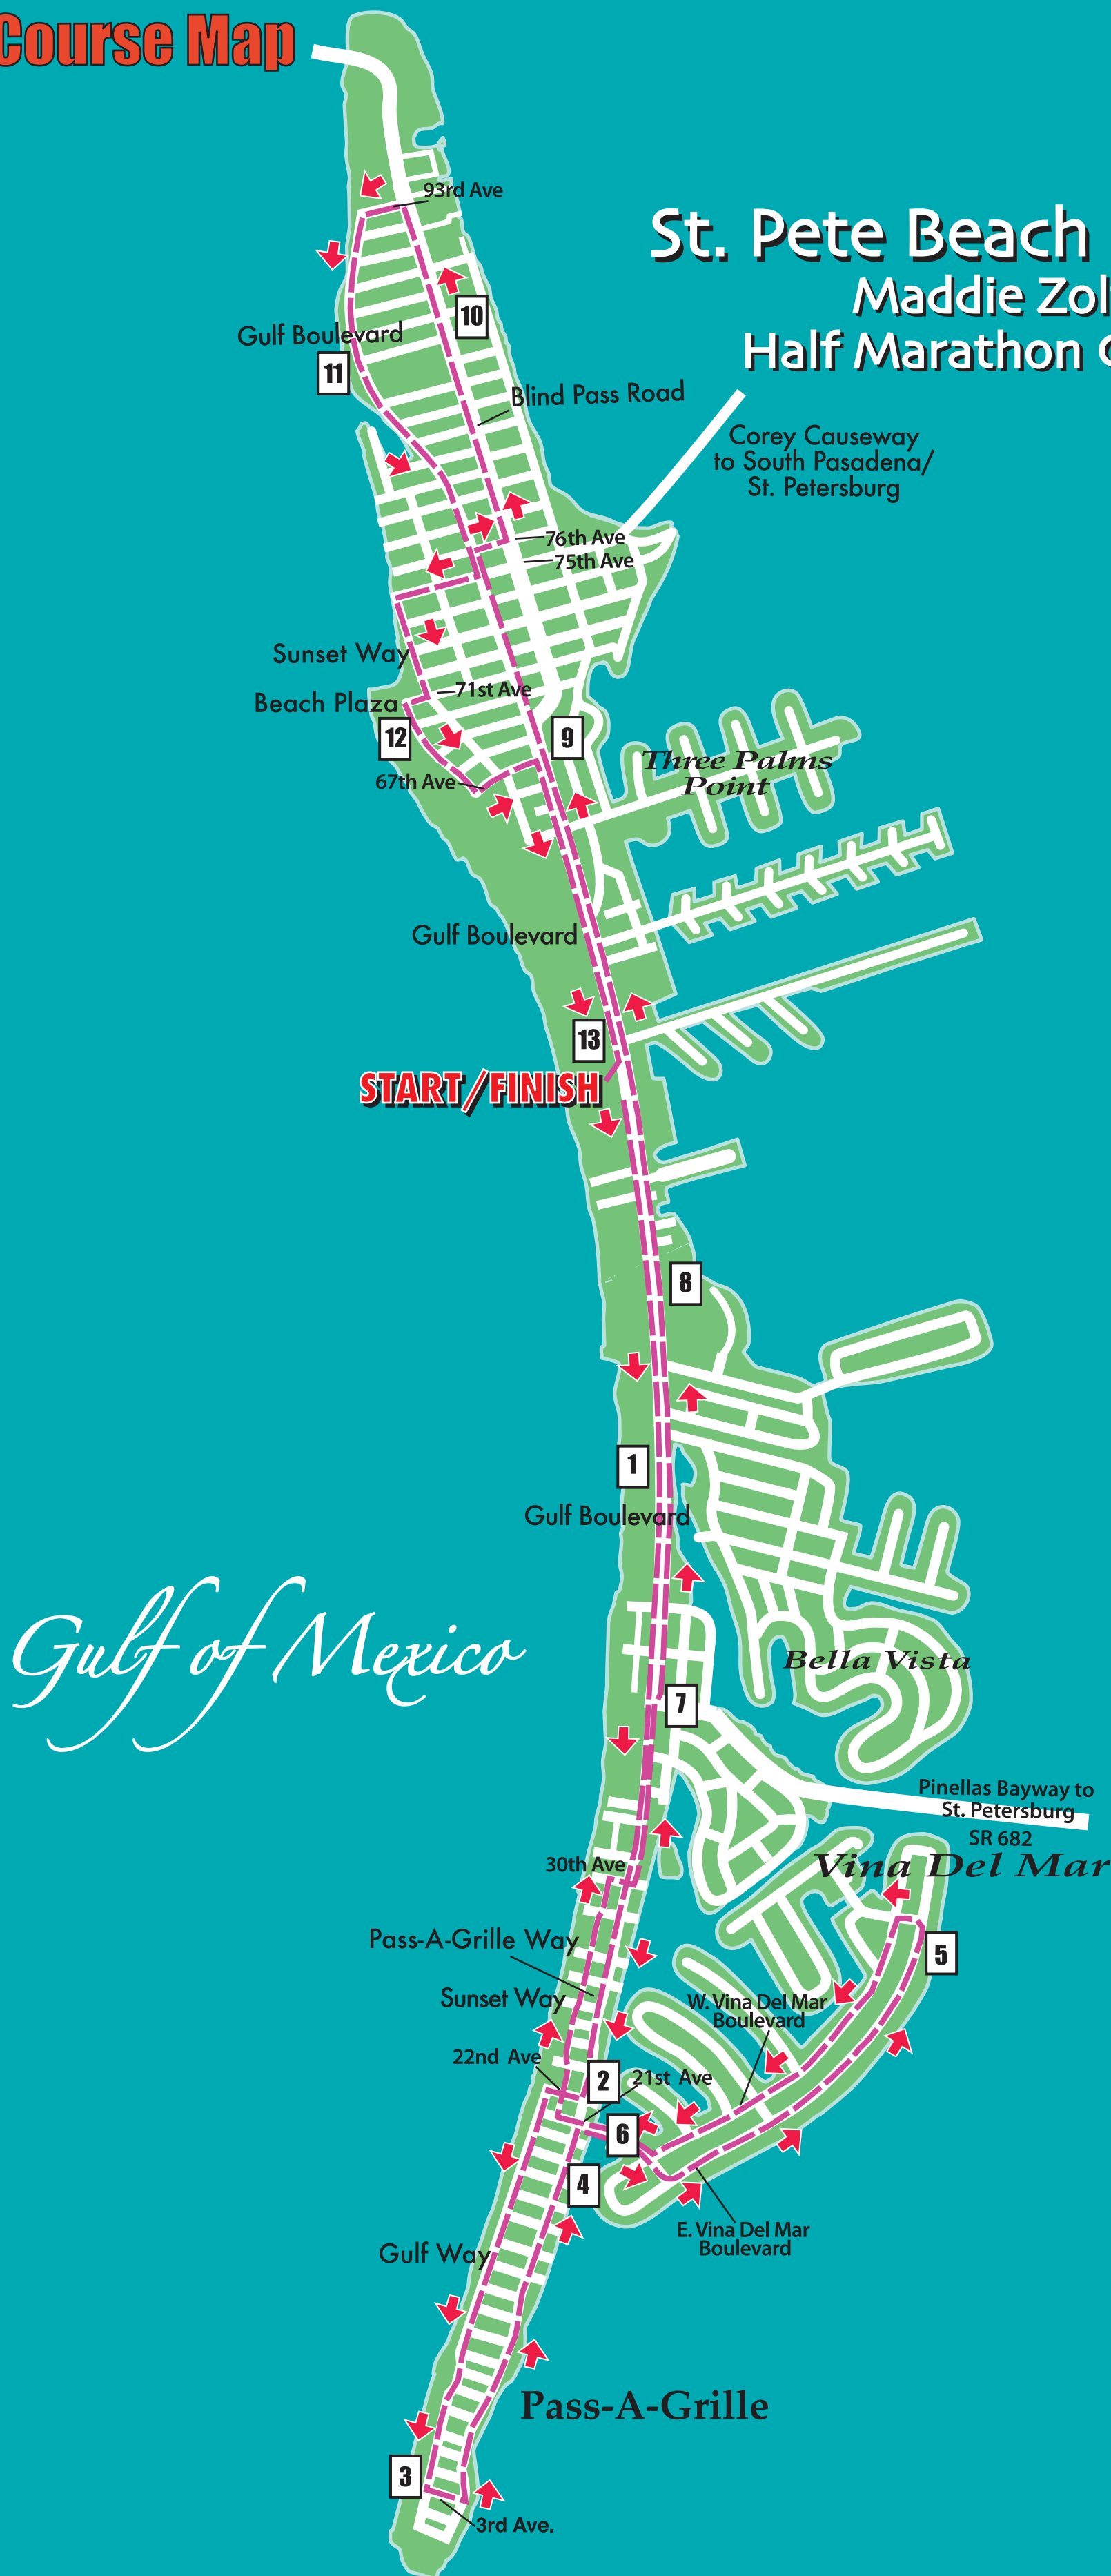 Course Map
93rd Ave
St. Pete Beach
Maddie Zol
Half Marathon
10
Gulf Boulevard
11
Blind Pass Road
Corey Causeway
to South Pasadena/
St. Petersburg
76th Ave
75th Ave
Sunset Way
71st Ave
Beach Plaza
12
9
Three Palms
Point
67th Ave
Gulf Boulevard
13
START/FINISH
8
1
Gulf Boulevard
Gulf of Mexico
Bella Vista
7
Pinellas Bayway to
St. Petersburg
SR 682
30th Ave
Vina Del Mar
Pass-A-Grille Way
5
Sunset Way
W. Vina Del Mar
Boulevard
22nd Ave
2
21st Ave
6
4
E. Vina Del Mar
Boulevard
Gulf Way
Pass-A-Grille
3
3rd Ave.